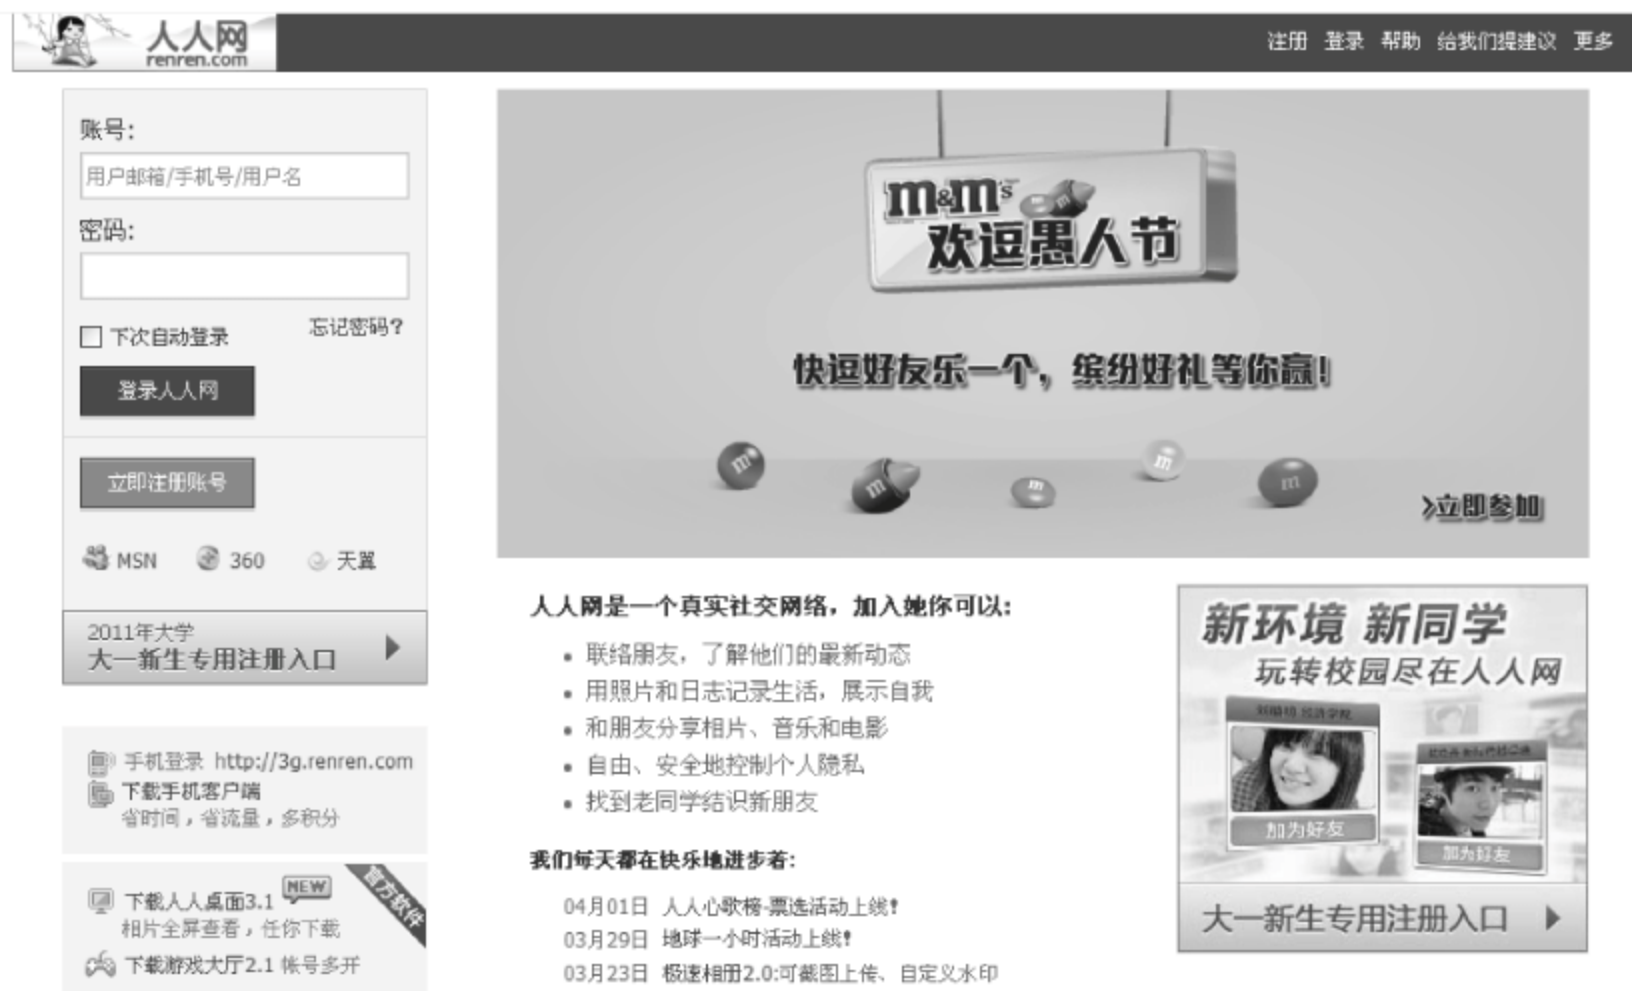 人人网
renren.com
注册 登录 帮助 给我们提建议 更多
账号:
用户邮箱/手机号/用户名
密码:
下次自动登录
忘记密码?
登录人人网
立即注册账号
MSN 360 天翼
2011年大学
大一新生专用注册入口
手机登录 http://3g.renren.com
下载手机客户端
省时间，省流量，多积分
下载人人桌面3.1
NEW
官方软件
相片全屏查看，任你下载
下载游戏大厅2.1 帐号多开
m&m's
欢逗愚人节
快逗好友乐一个，缤纷好礼等你赢!
m m m m m
>立即参加
人人网是一个真实社交网络，加入她你可以:
• 联络朋友，了解他们的最新动态
• 用照片和日志记录生活，展示自我
• 和朋友分享相片、音乐和电影
• 自由、安全地控制个人隐私
• 找到老同学结识新朋友
我们每天都在快乐地进步着:
04月01日 人人心歌榜-票选活动上线!
03月29日 地球一小时活动上线!
03月23日 极速相册2.0:可截图上传、自定义水印
新环境 新同学
玩转校园尽在人人网
加为好友
加为好友
大一新生专用注册入口